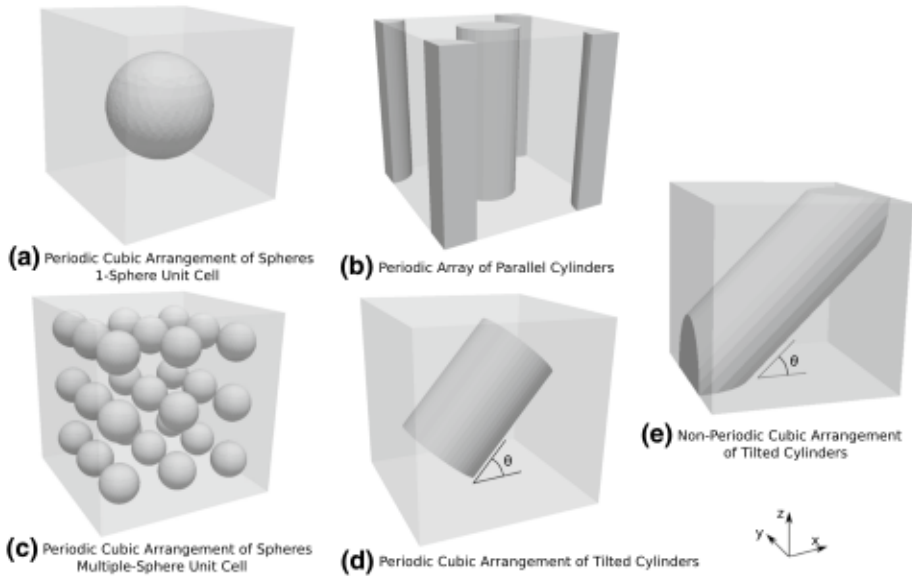 (a) Periodic Cubic Arrangement of Spheres
1-Sphere Unit Cell
(b) Periodic Array of Parallel Cylinders
(c) Periodic Cubic Arrangement of Spheres
Multiple-Sphere Unit Cell
θ
(d) Periodic Cubic Arrangement of Tilted Cylinders
θ
(e) Non-Periodic Cubic Arrangement
of Tilted Cylinders
z
y
x